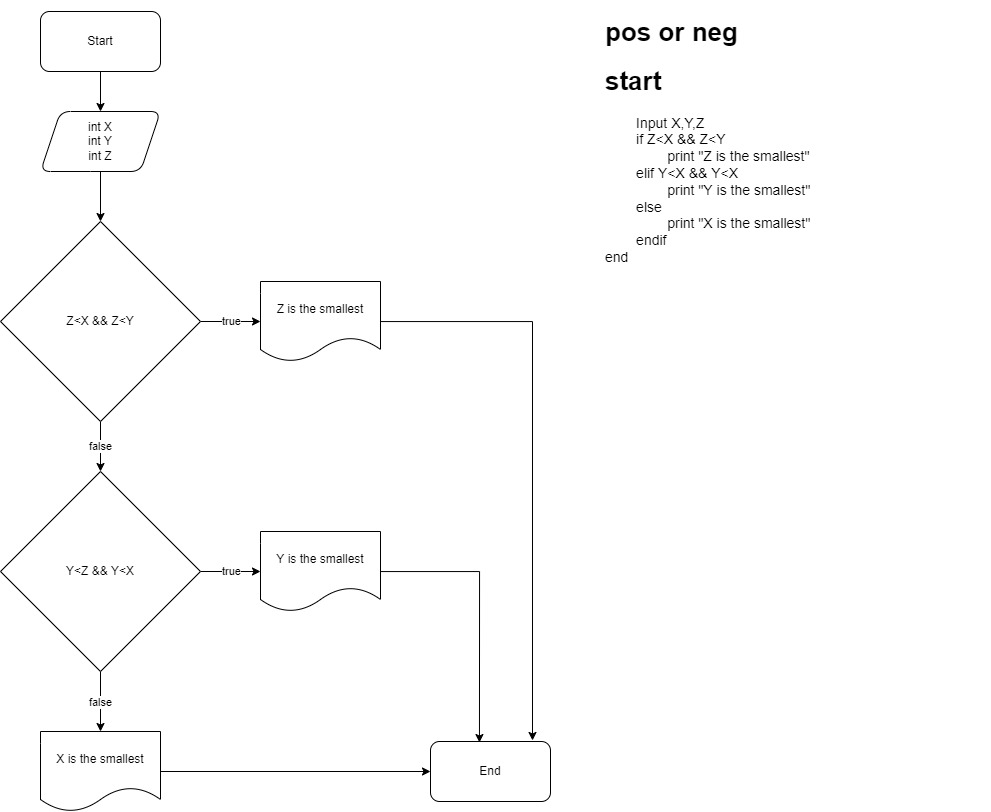 Start
int X
int Y
int Z
Z<X && Z<Y
true
Z is the smallest
false
Y<Z && Y<X
true
Y is the smallest
false
X is the smallest
End
pos or neg
start
Input X,Y,Z
if Z<X && Z<Y
print "Z is the smallest"
elif Y<X && Y<X
print "Y is the smallest"
else
print "X is the smallest"
endif
end